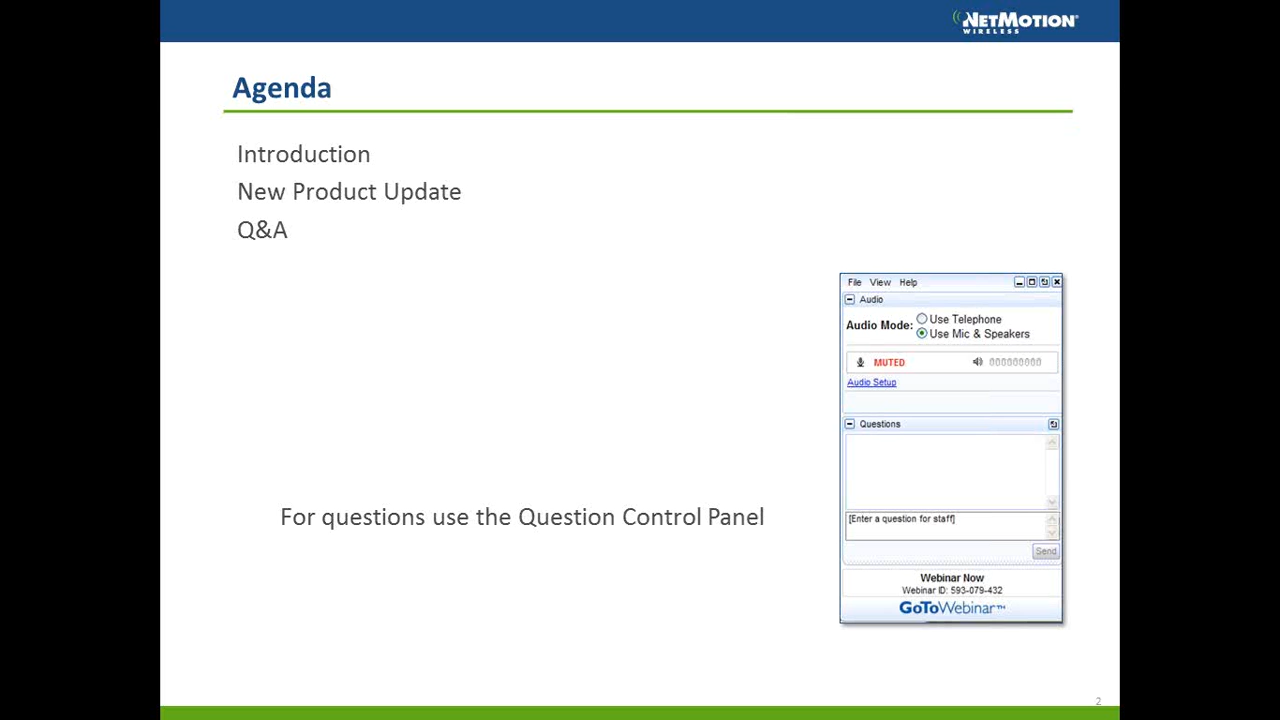 NETMOTION®
WIRELESS
Agenda
Introduction
New Product Update
Q&A
File View Help
Audio
Audio Mode: Use Telephone
Use Mic & Speakers
MUTED 000000000
Audio Setup
Questions
For questions use the Question Control Panel
[Enter a question for staff]
Send
Webinar Now
Webinar ID: 593-079-432
GoToWebinar™
2